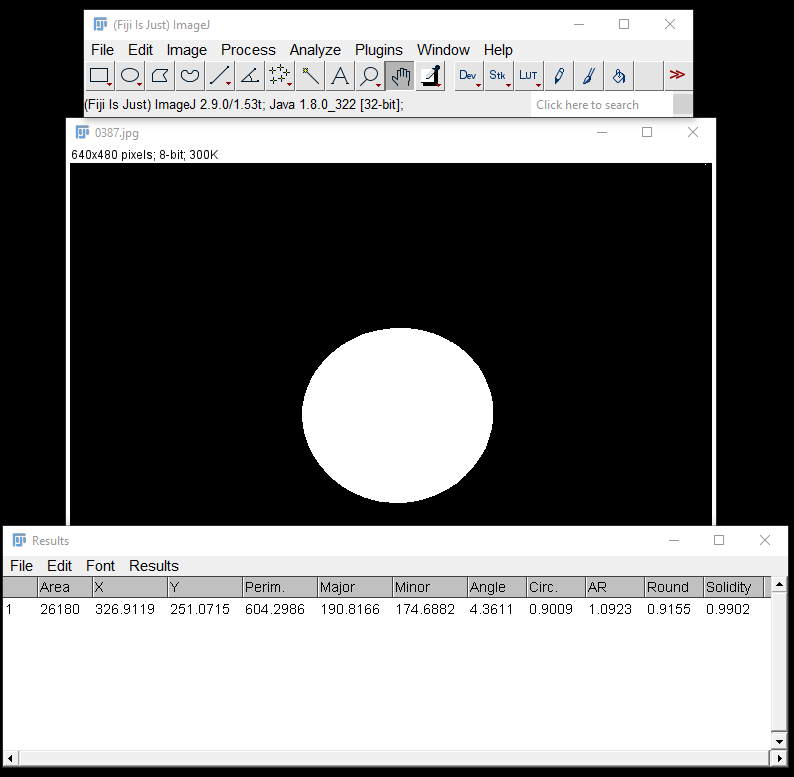 (Fiji Is Just) ImageJ
File Edit Image Process Analyze Plugins Window Help
Dev Stk LUT >>
(Fiji Is Just) ImageJ 2.9.0/1.53t; Java 1.8.0_322 [32-bit]; Click here to search
0387.jpg
640x480 pixels; 8-bit; 300K
Results
File Edit Font Results
Area X Y Perim. Major Minor Angle Circ. AR Round Solidity
1 26180 326.9119 251.0715 604.2986 190.8166 174.6882 4.3611 0.9009 1.0923 0.9155 0.9902